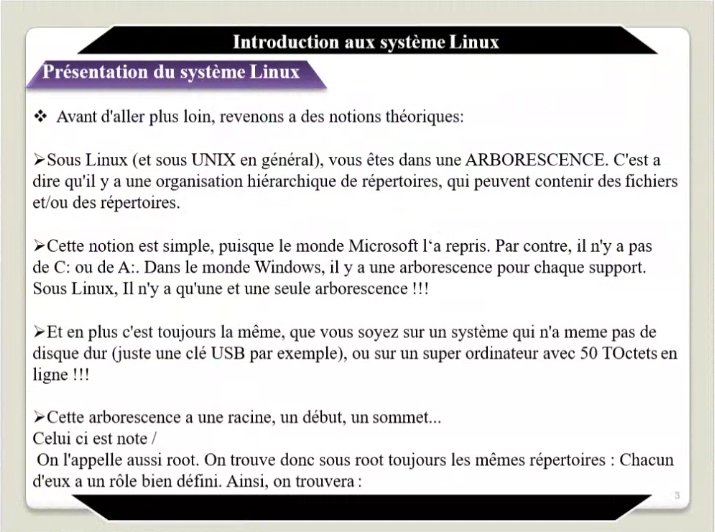 Introduction aux système Linux
Présentation du système Linux
❖ Avant d'aller plus loin, revenons a des notions théoriques:
➢Sous Linux (et sous UNIX en général), vous êtes dans une ARBORESCENCE. C'est a
dire qu'il y a une organisation hiérarchique de répertoires, qui peuvent contenir des fichiers
et/ou des répertoires.
➢Cette notion est simple, puisque le monde Microsoft l‘a repris. Par contre, il n'y a pas
de C: ou de A:. Dans le monde Windows, il y a une arborescence pour chaque support.
Sous Linux, Il n'y a qu'une et une seule arborescence !!!
➢Et en plus c'est toujours la même, que vous soyez sur un système qui n'a meme pas de
disque dur (juste une clé USB par exemple), ou sur un super ordinateur avec 50 TOctets en
ligne !!!
➢Cette arborescence a une racine, un début, un sommet...
Celui ci est note /
On l'appelle aussi root. On trouve donc sous root toujours les mêmes répertoires : Chacun
d'eux a un rôle bien défini. Ainsi, on trouvera :
3